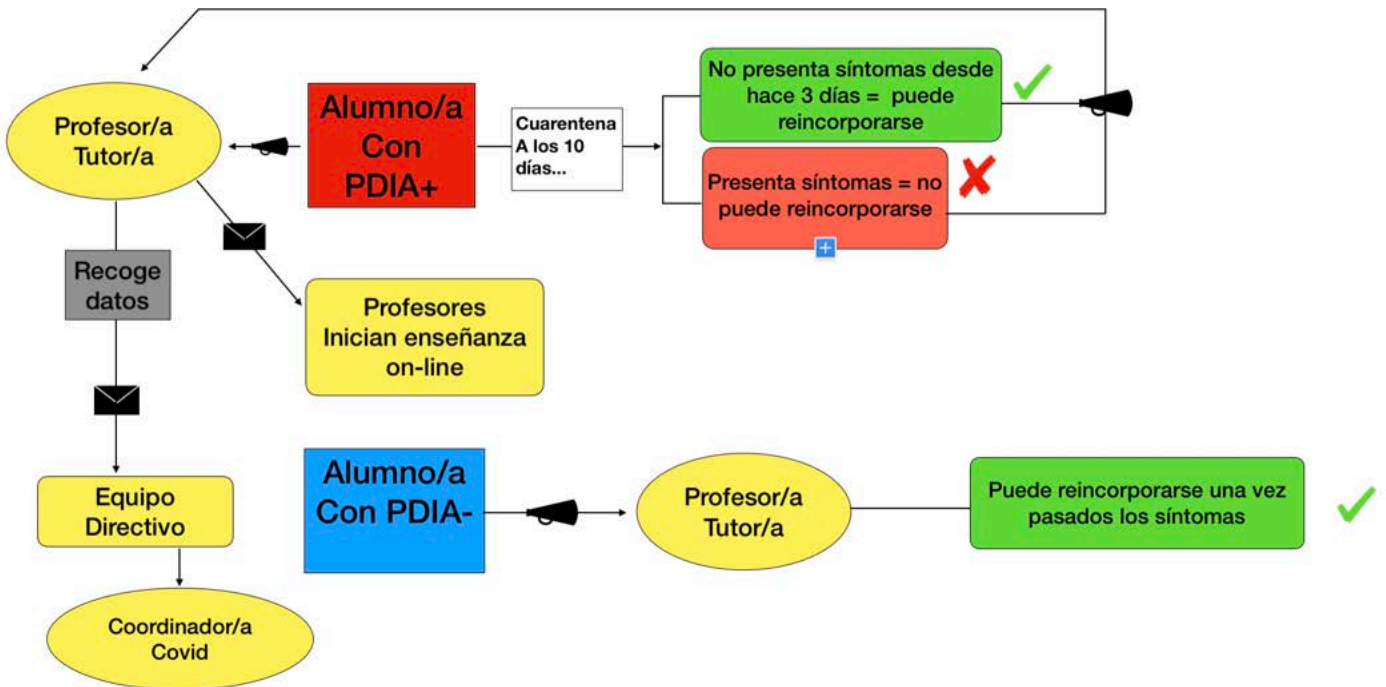 No presenta síntomas desde
hace 3 días = puede
reincorporarse
Profesor/a
Tutor/a
Alumno/a
Con
PDIA+
Cuarentena
A los 10
días...
Presenta síntomas = no
puede reincorporarse
Recoge
datos
Profesores
Inician enseñanza
on-line
Equipo
Directivo
Alumno/a
Con PDIA-
Profesor/a
Tutor/a
Puede reincorporarse una vez
pasados los síntomas
Coordinador/a
Covid